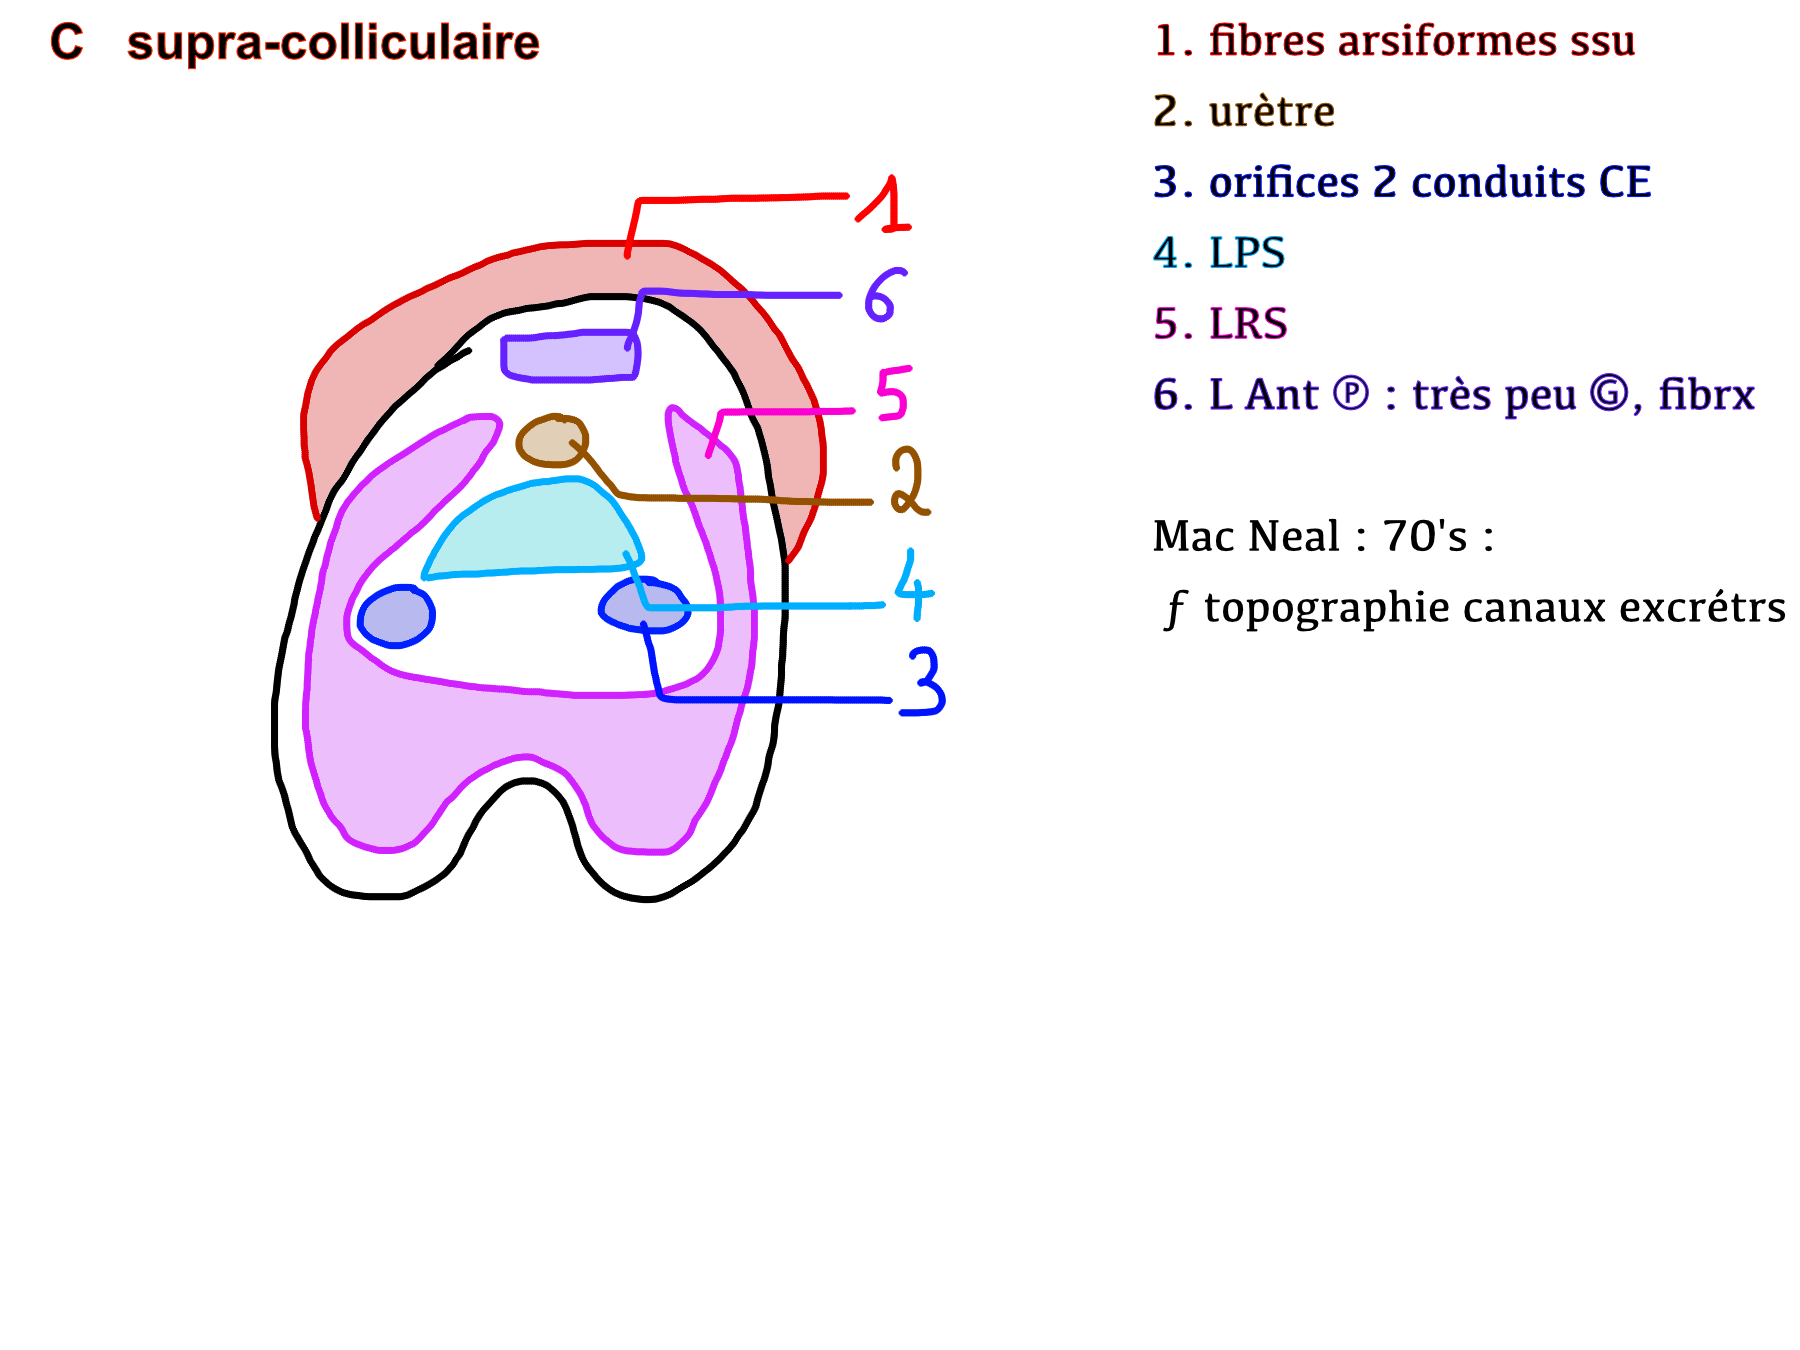 C supra-colliculaire
1. fibres arsiformes ssu
2. urètre
3. orifices 2 conduits CE
4. LPS
5. LRS
6. L Ant Ⓟ : très peu Ⓖ, fibrx
Mac Neal : 70's :
ƒ topographie canaux excrétrs
1
6
5
2
4
3